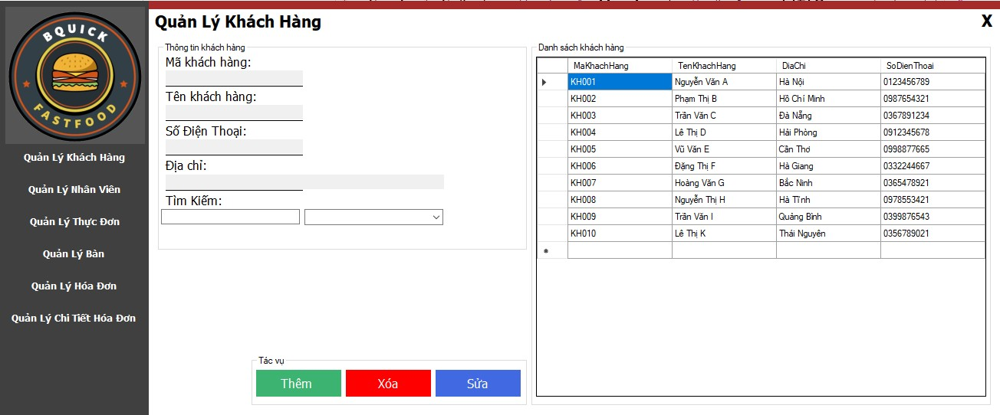 BQUICK
FASTFOOD
Quản Lý Khách Hàng
Quản Lý Nhân Viên
Quản Lý Thực Đơn
Quản Lý Bàn
Quản Lý Hóa Đơn
Quản Lý Chi Tiết Hóa Đơn
Quản Lý Khách Hàng
X
Thông tin khách hàng
Mã khách hàng:
Tên khách hàng:
Số Điện Thoại:
Địa chỉ:
Tìm Kiếm:
Tác vụ
Thêm Xóa Sửa
Danh sách khách hàng
MaKhachHang TenKhachHang DiaChi SoDienThoai
KH001 Nguyễn Văn A Hà Nội 0123456789
KH002 Phạm Thị B Hồ Chí Minh 0987654321
KH003 Trần Văn C Đà Nẵng 0367891234
KH004 Lê Thị D Hải Phòng 0912345678
KH005 Vũ Văn E Cần Thơ 0998877665
KH006 Đặng Thị F Hà Giang 0332244667
KH007 Hoàng Văn G Bắc Ninh 0365478921
KH008 Nguyễn Thị H Hà Tĩnh 0978553421
KH009 Trần Văn I Quảng Bình 0399876543
KH010 Lê Thị K Thái Nguyên 0356789021